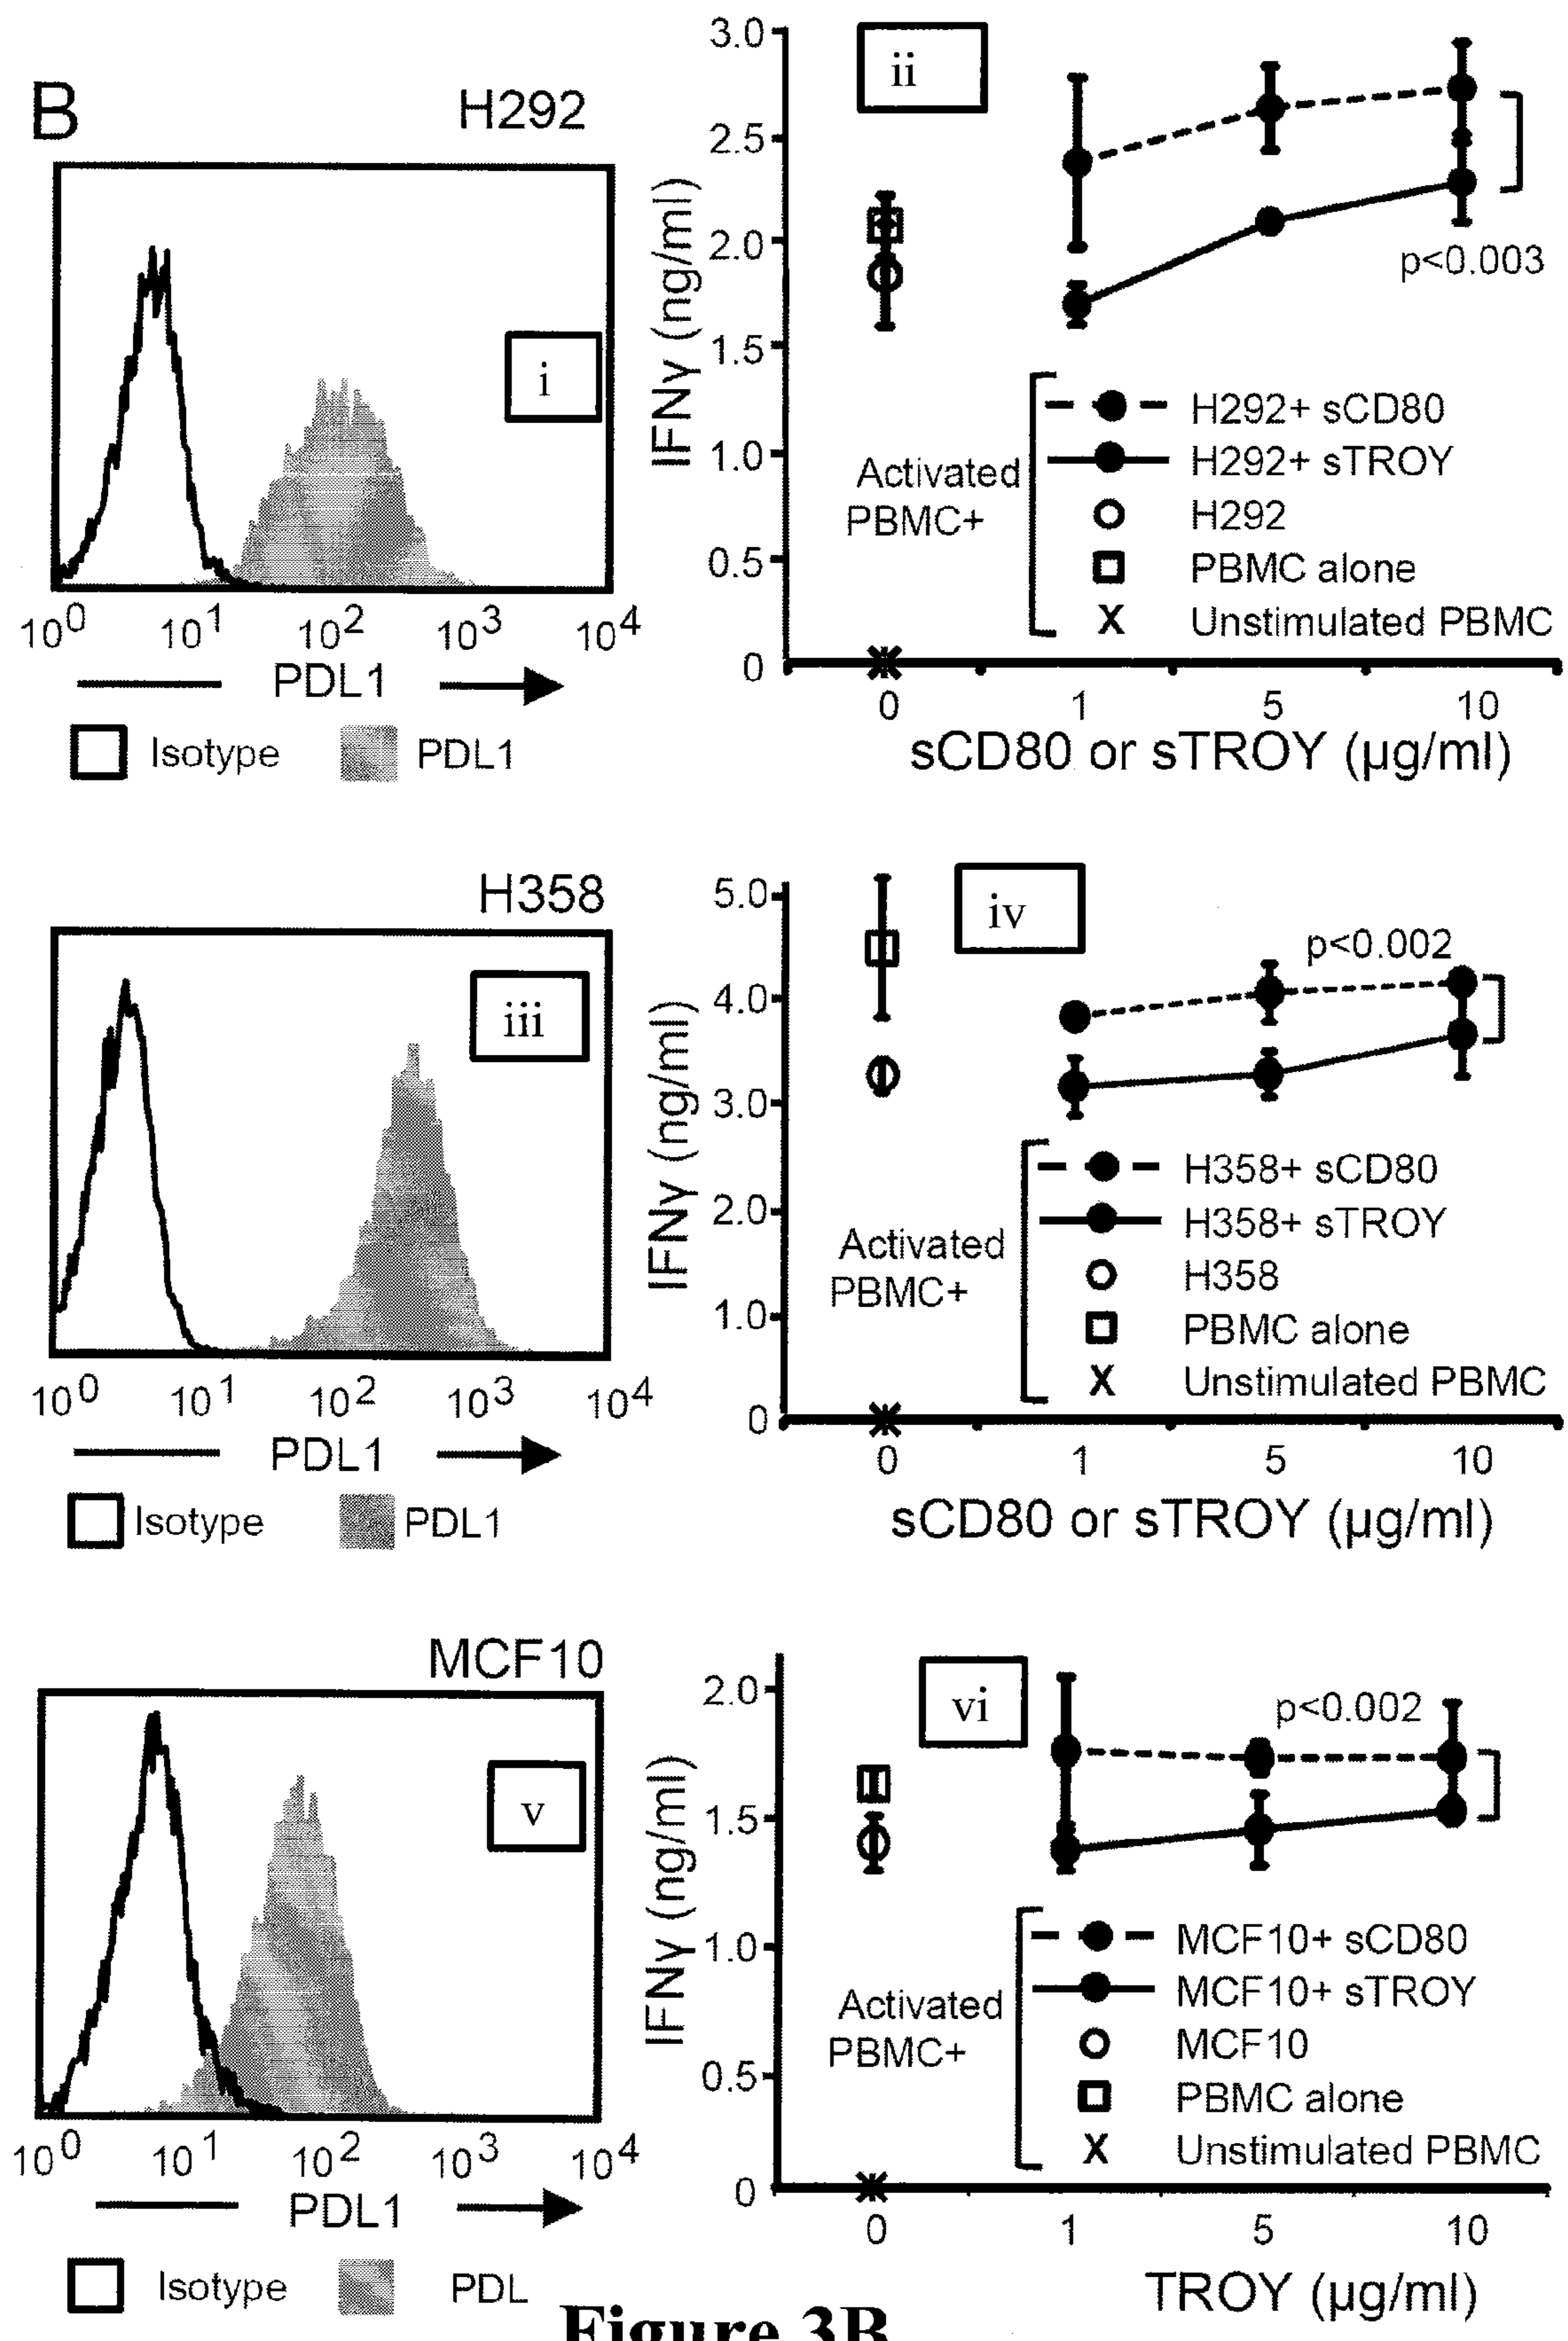 B
H292
i
10^0 10^1 10^2 10^3 10^4
PDL1
Isotype PDL1
ii
IFNγ (ng/ml)
3.0
2.5
2.0
1.5
1.0
0.5
0
p<0.003
Activated
PBMC+
H292+ sCD80
H292+ sTROY
H292
PBMC alone
X Unstimulated PBMC
0 1 5 10
sCD80 or sTROY (µg/ml)
H358
iii
10^0 10^1 10^2 10^3 10^4
PDL1
Isotype PDL1
iv
IFNγ (ng/ml)
5.0
4.0
3.0
2.0
1.0
0
p<0.002
Activated
PBMC+
H358+ sCD80
H358+ sTROY
H358
PBMC alone
X Unstimulated PBMC
0 1 5 10
sCD80 or sTROY (µg/ml)
MCF10
v
10^0 10^1 10^2 10^3 10^4
PDL1
Isotype PDL
vi
IFNγ (ng/ml)
2.0
1.5
1.0
0.5
0
p<0.002
Activated
PBMC+
MCF10+ sCD80
MCF10+ sTROY
MCF10
PBMC alone
X Unstimulated PBMC
0 1 5 10
TROY (µg/ml)
Figure 3B